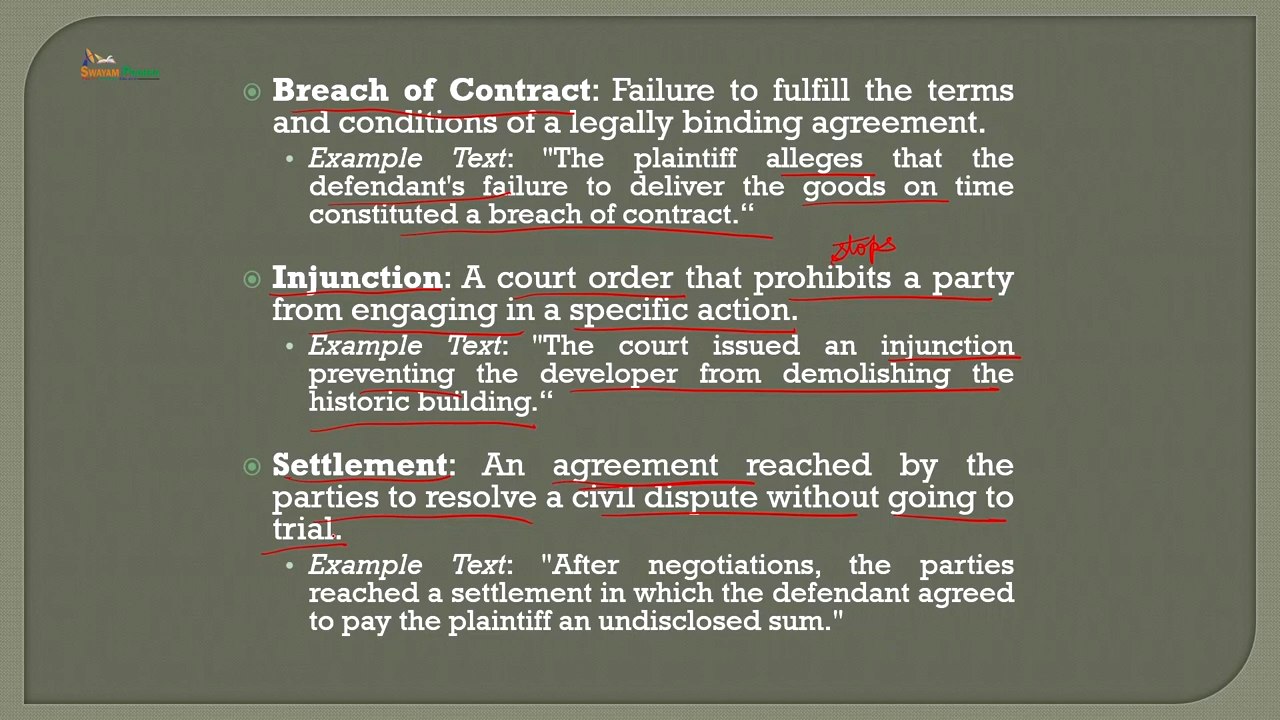 SWAYAM PRABHA
Breach of Contract: Failure to fulfill the terms
and conditions of a legally binding agreement.
Example Text: "The plaintiff alleges that the
defendant's failure to deliver the goods on time
constituted a breach of contract.“
stops
Injunction: A court order that prohibits a party
from engaging in a specific action.
Example Text: "The court issued an injunction
preventing the developer from demolishing the
historic building.“
Settlement: An agreement reached by the
parties to resolve a civil dispute without going to
trial.
Example Text: "After negotiations, the parties
reached a settlement in which the defendant agreed
to pay the plaintiff an undisclosed sum."